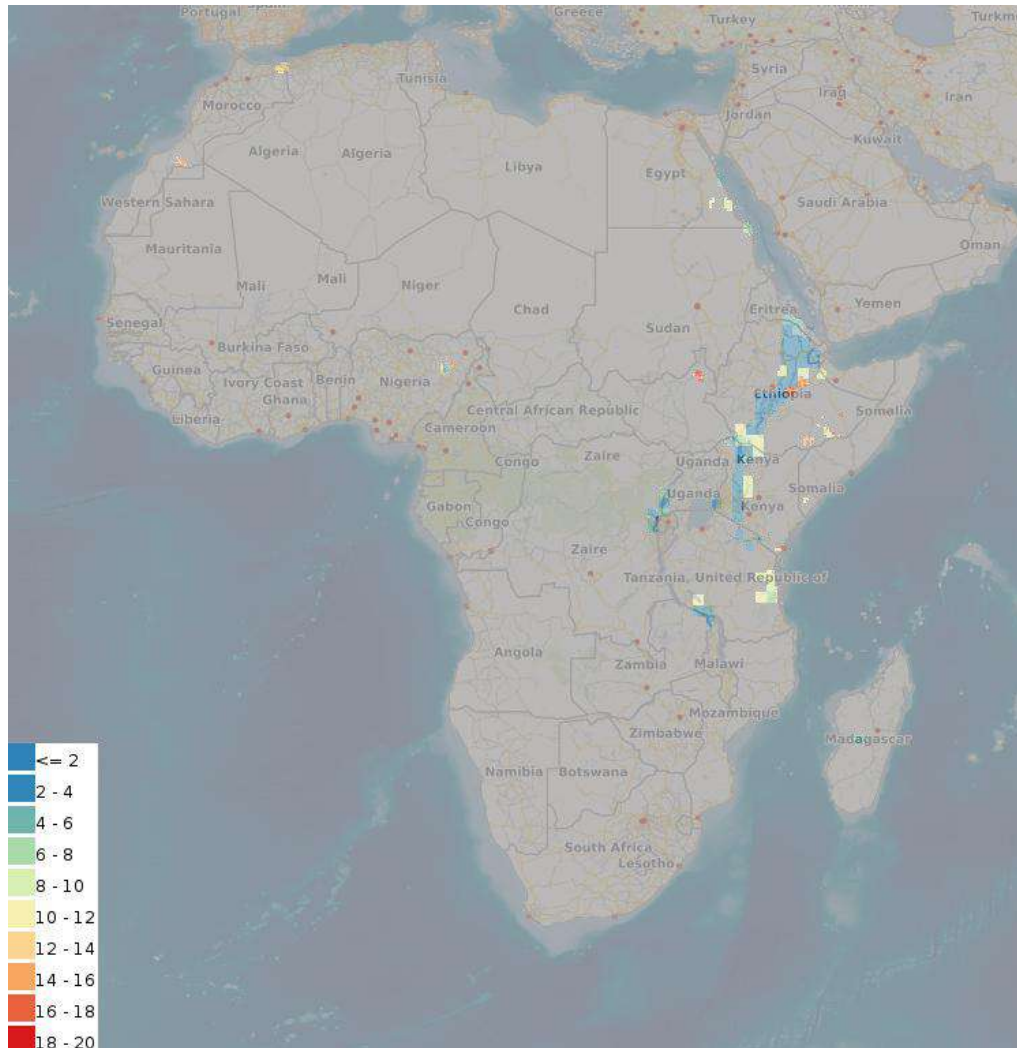 Portugal
Greece
Turkey
Turkm
Tunisia
Syria
Iraq
Iran
Morocco
Jordan
Kuwait
Algeria
Algeria
Libya
Egypt
Western Sahara
Saudi Arabia
Mauritania
Oman
Mali
Mali
Niger
Chad
Sudan
Eritrea
Yemen
Senegal
Burkina Faso
Guinea
Ivory Coast
Benin
Nigeria
Ghana
Ethiopia
Liberia
Central African Republic
Somalia
Cameroon
Congo
Zaire
Uganda
Kenya
Uganda
Somalia
Gabon
Kenya
Congo
Zaire
Tanzania, United Republic of
Angola
Zambia
Malawi
Mozambique
Zimbabwe
Madagascar
Namibia
Botswana
South Africa
Lesotho
<= 2
2 - 4
4 - 6
6 - 8
8 - 10
10 - 12
12 - 14
14 - 16
16 - 18
18 - 20